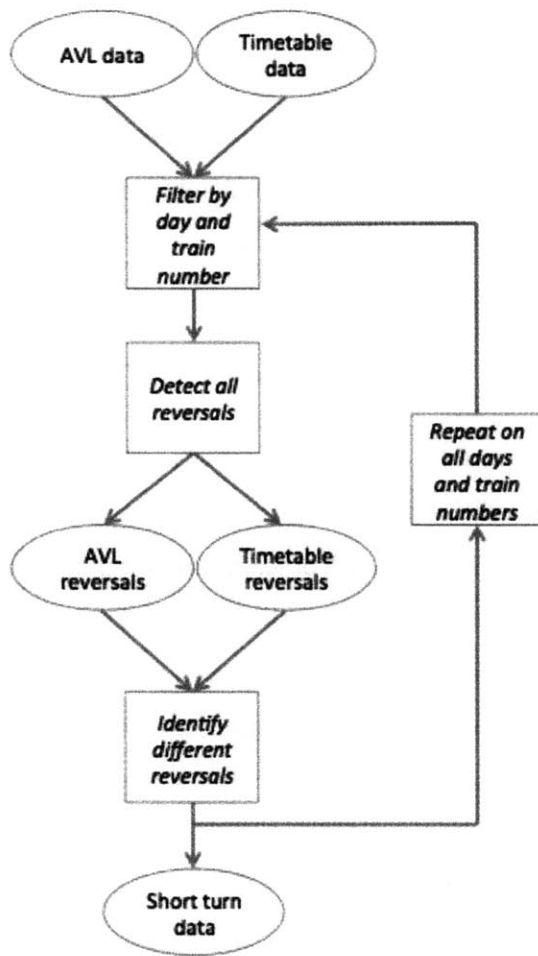 AVL data
Timetable
data
Filter by
day and
train
number
Detect all
reversals
Repeat on
all days
and train
numbers
AVL
reversals
Timetable
reversals
Identify
different
reversals
Short turn
data